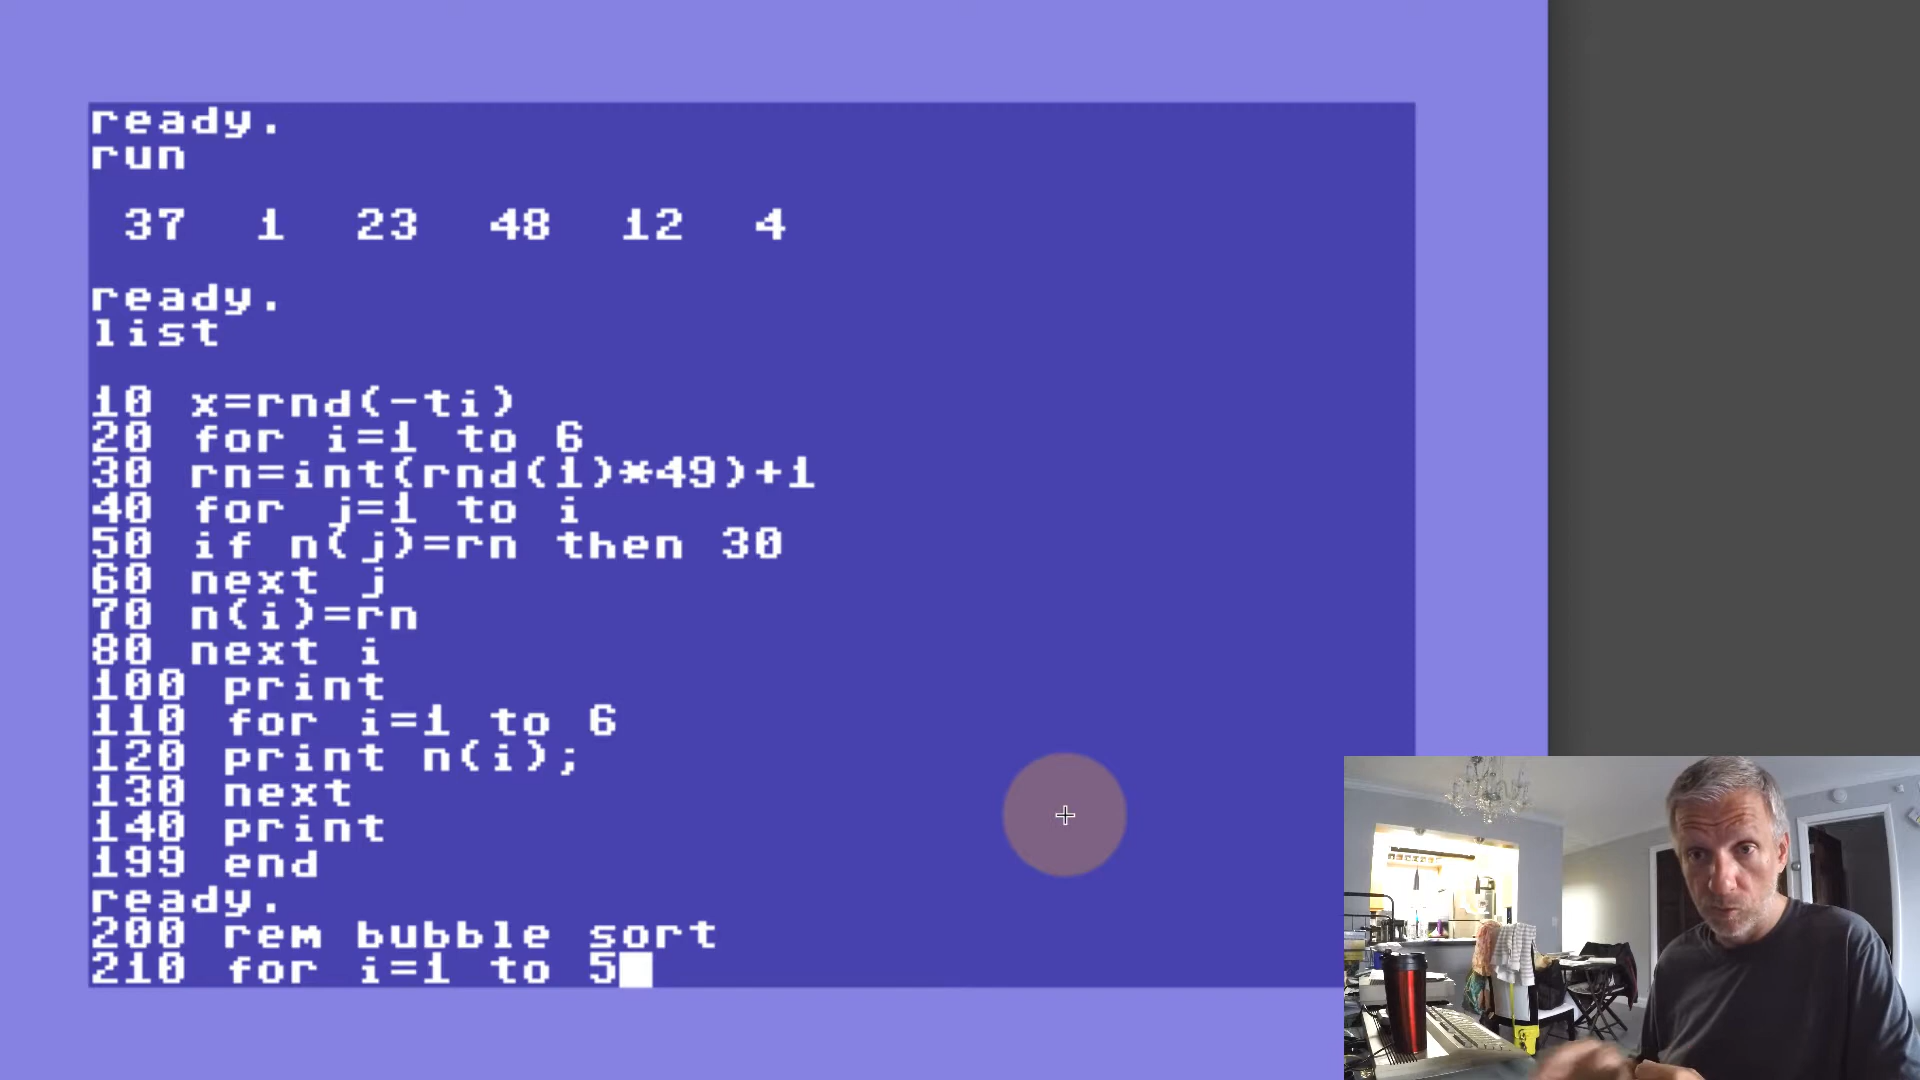 ready.
run
37 1 23 48 12 4
ready.
list
10 x=rnd(-ti)
20 for i=1 to 6
30 rn=int(rnd(1)*49)+1
40 for j=1 to i
50 if n(j)=rn then 30
60 next j
70 n(i)=rn
80 next i
100 print
110 for i=1 to 6
120 print n(i);
130 next
140 print
199 end
ready.
200 rem bubble sort
210 for i=1 to 5